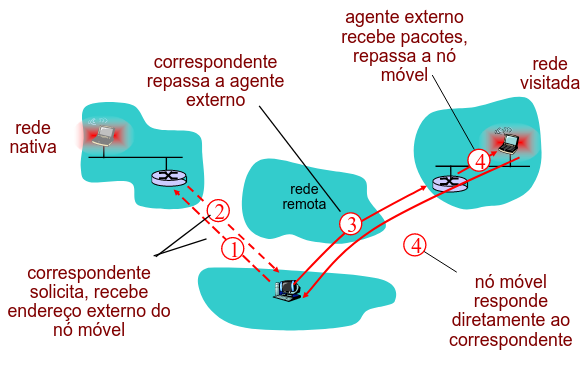 agente externo
recebe pacotes,
repassa a nó
móvel
correspondente
repassa a agente
externo
rede
visitada
rede
nativa
4
rede
remota
2
3
1
4
correspondente
solicita, recebe
endereço externo do
nó móvel
nó móvel
responde
diretamente ao
correspondente